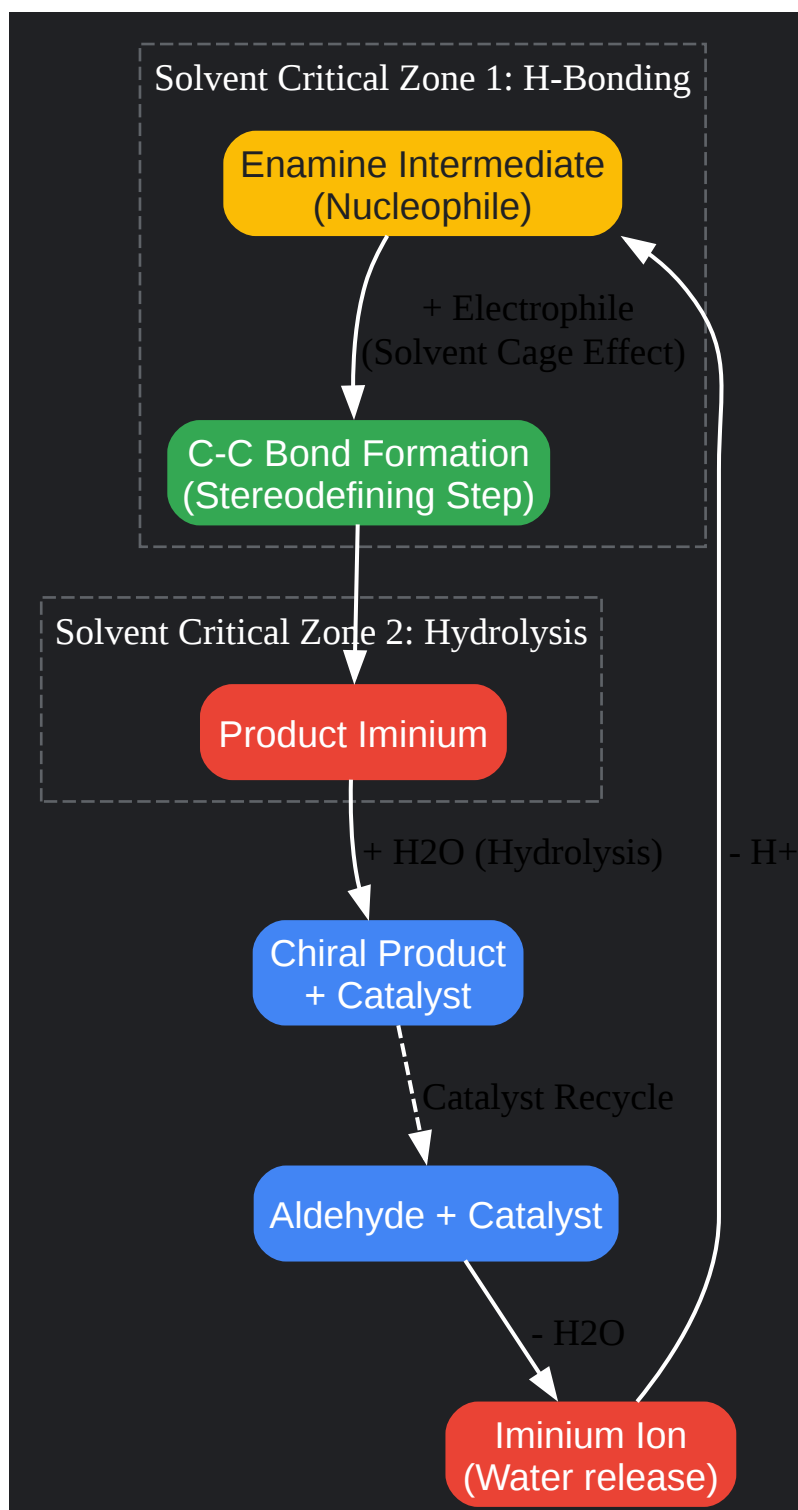 Solvent Critical Zone 1: H-Bonding
Enamine Intermediate
(Nucleophile)
+ Electrophile
(Solvent Cage Effect)
C-C Bond Formation
(Stereodefining Step)
Solvent Critical Zone 2: Hydrolysis
Product Iminium
+ H2O (Hydrolysis)
- H+
Chiral Product
+ Catalyst
Catalyst Recycle
Aldehyde + Catalyst
- H2O
Iminium Ion
(Water release)